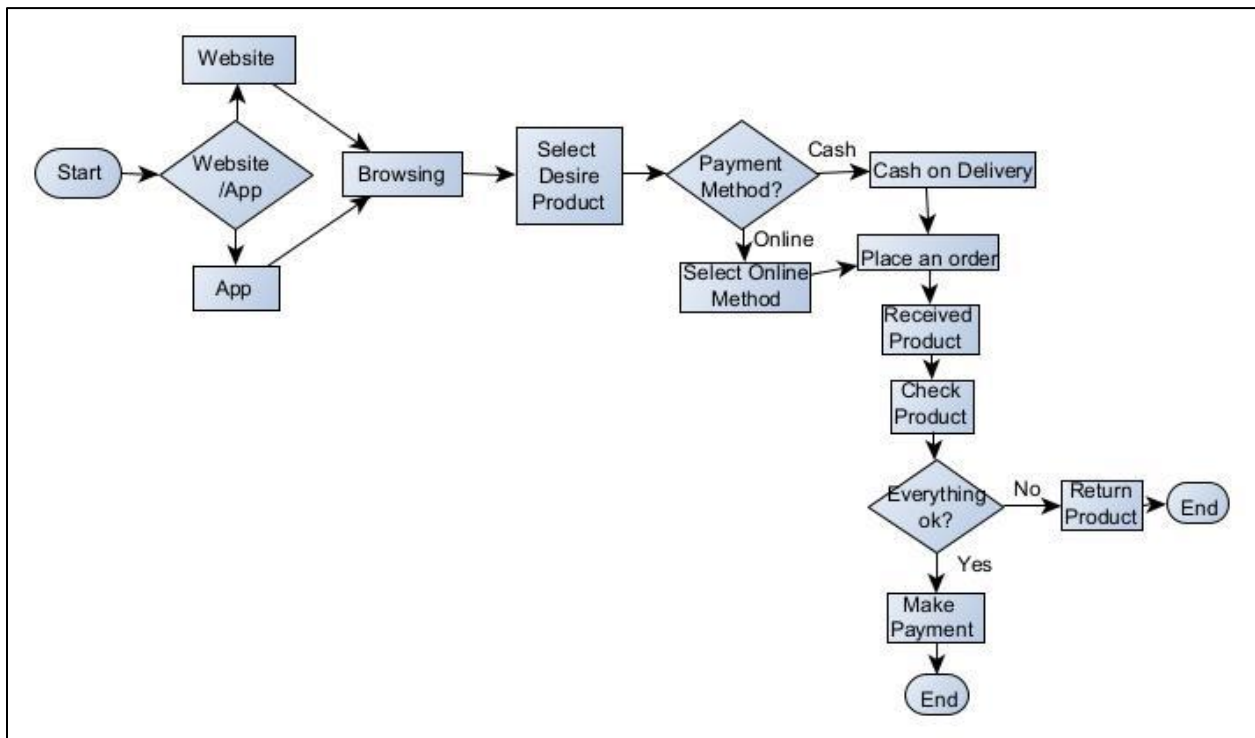 Website
Start
Website
/App
App
Browsing
Select
Desire
Product
Payment
Method?
Cash
Cash on Delivery
Online
Select Online
Method
Place an order
Received
Product
Check
Product
Everything
ok?
No
Return
Product
End
Yes
Make
Payment
End